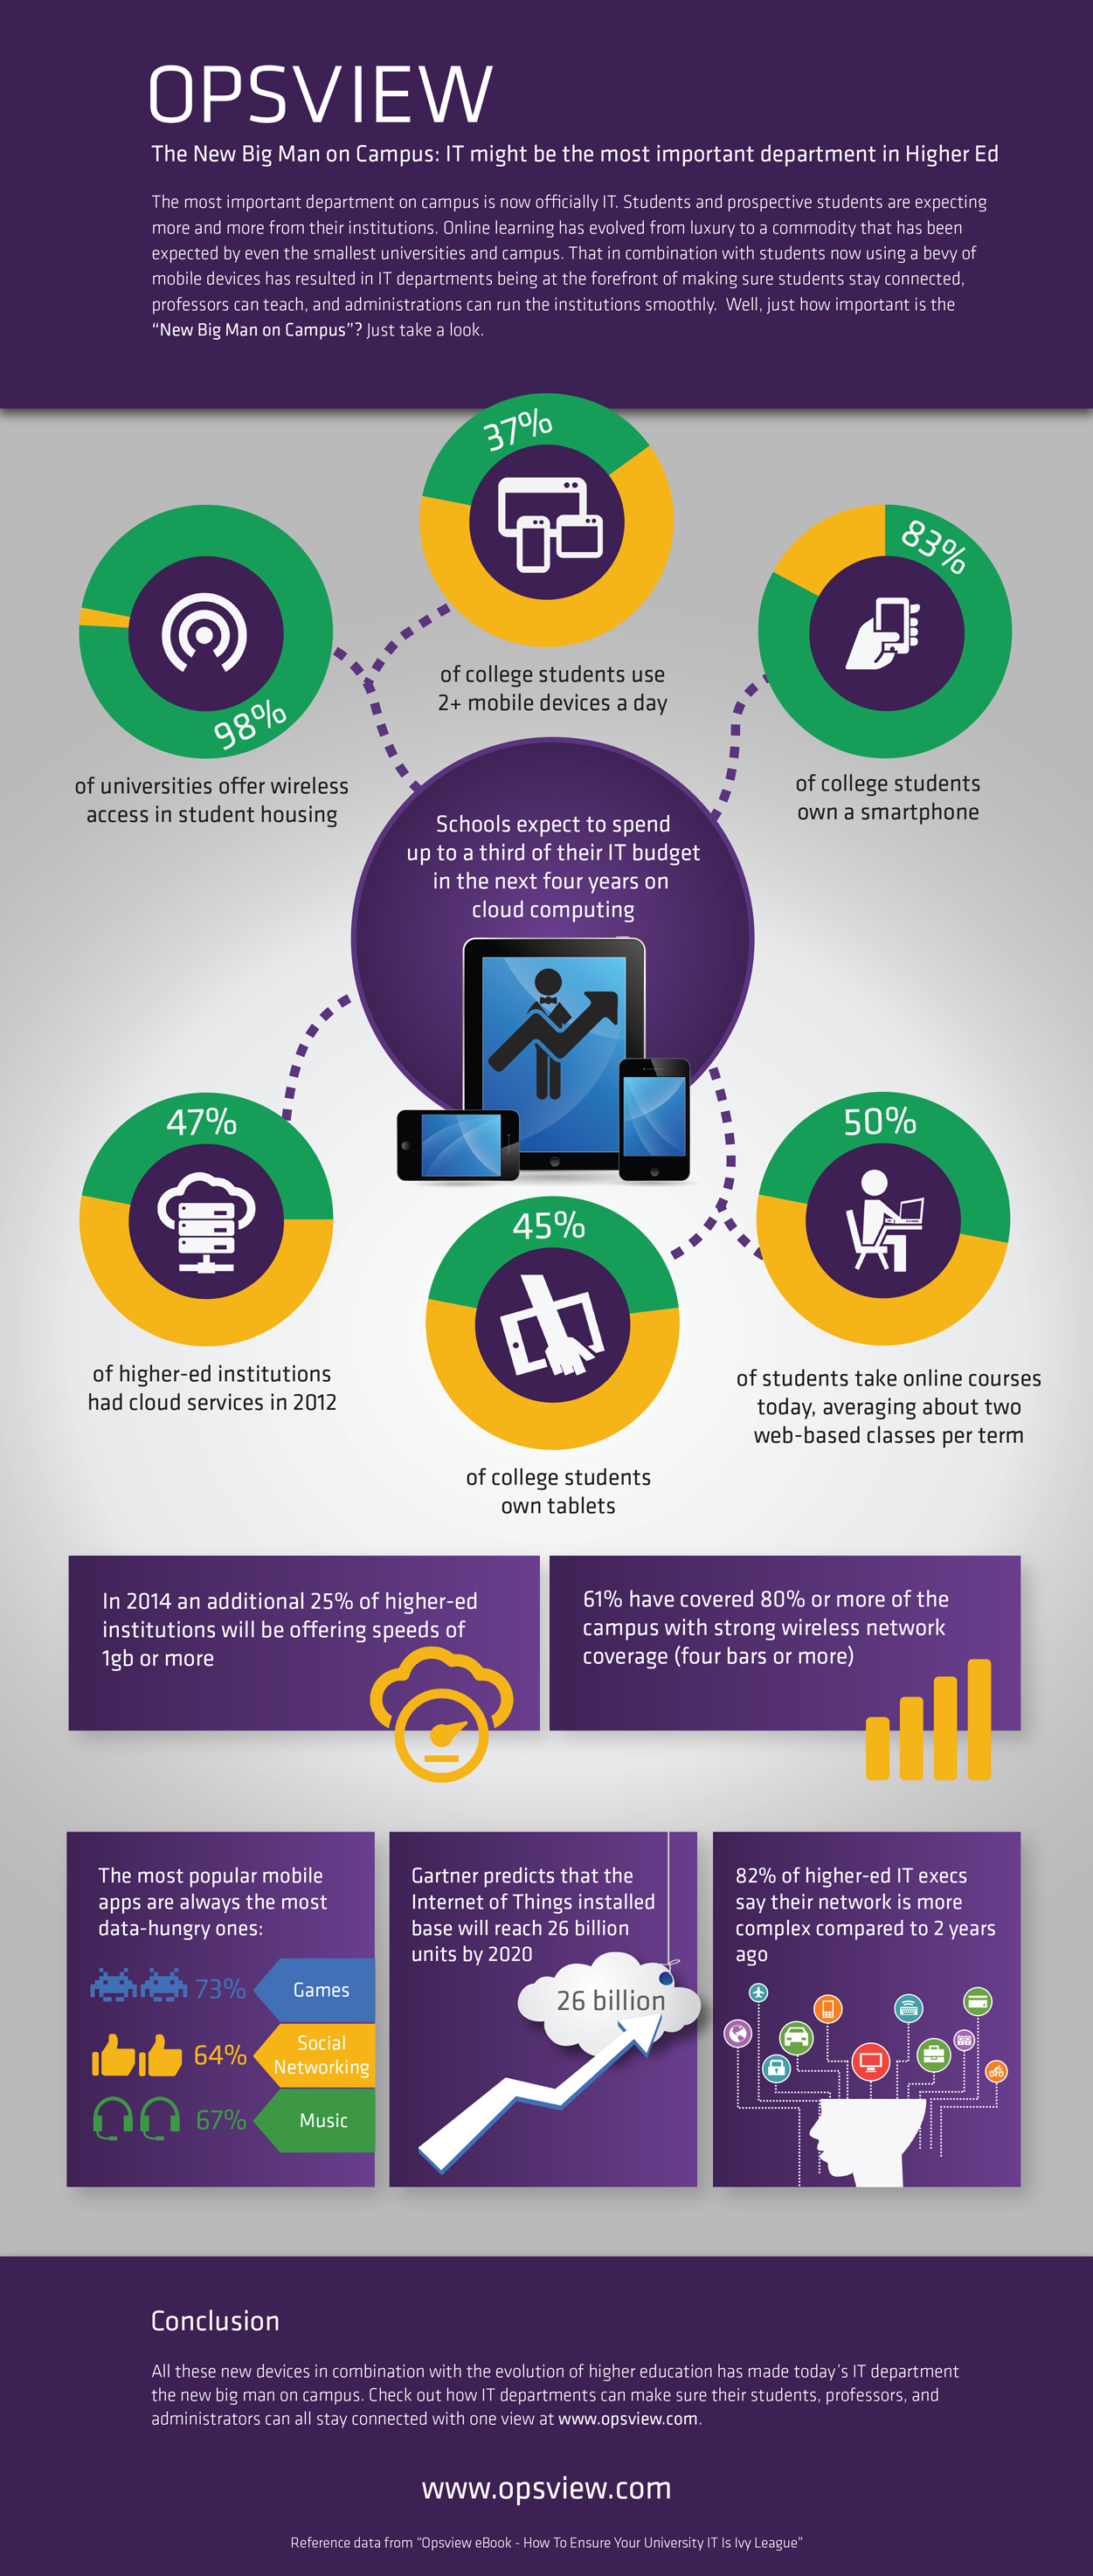 OPSVIEW
The New Big Man on Campus: IT might be the most important department in Higher Ed
The most important department on campus is now officially IT. Students and prospective students are expecting
more and more from their institutions. Online learning has evolved from luxury to a commodity that has been
expected by even the smallest universities and campus. That in combination with students now using a bevy of
mobile devices has resulted in IT departments being at the forefront of making sure students stay connected,
professors can teach, and administrations can run the institutions smoothly. Well, just how important is the
“New Big Man on Campus”? Just take a look.
37%
of college students use
2+ mobile devices a day
98%
of universities offer wireless
access in student housing
83%
of college students
own a smartphone
Schools expect to spend
up to a third of their IT budget
in the next four years on
cloud computing
47%
of higher-ed institutions
had cloud services in 2012
45%
of college students
own tablets
50%
of students take online courses
today, averaging about two
web-based classes per term
In 2014 an additional 25% of higher-ed
institutions will be offering speeds of
1gb or more
61% have covered 80% or more of the
campus with strong wireless network
coverage (four bars or more)
The most popular mobile
apps are always the most
data-hungry ones:
73% Games
64% Social
Networking
67% Music
Gartner predicts that the
Internet of Things installed
base will reach 26 billion
units by 2020
26 billion
82% of higher-ed IT execs
say their network is more
complex compared to 2 years
ago
Conclusion
All these new devices in combination with the evolution of higher education has made today's IT department
the new big man on campus. Check out how IT departments can make sure their students, professors, and
administrators can all stay connected with one view at www.opsview.com.
www.opsview.com
Reference data from “Opsview eBook - How To Ensure Your University IT Is Ivy League”